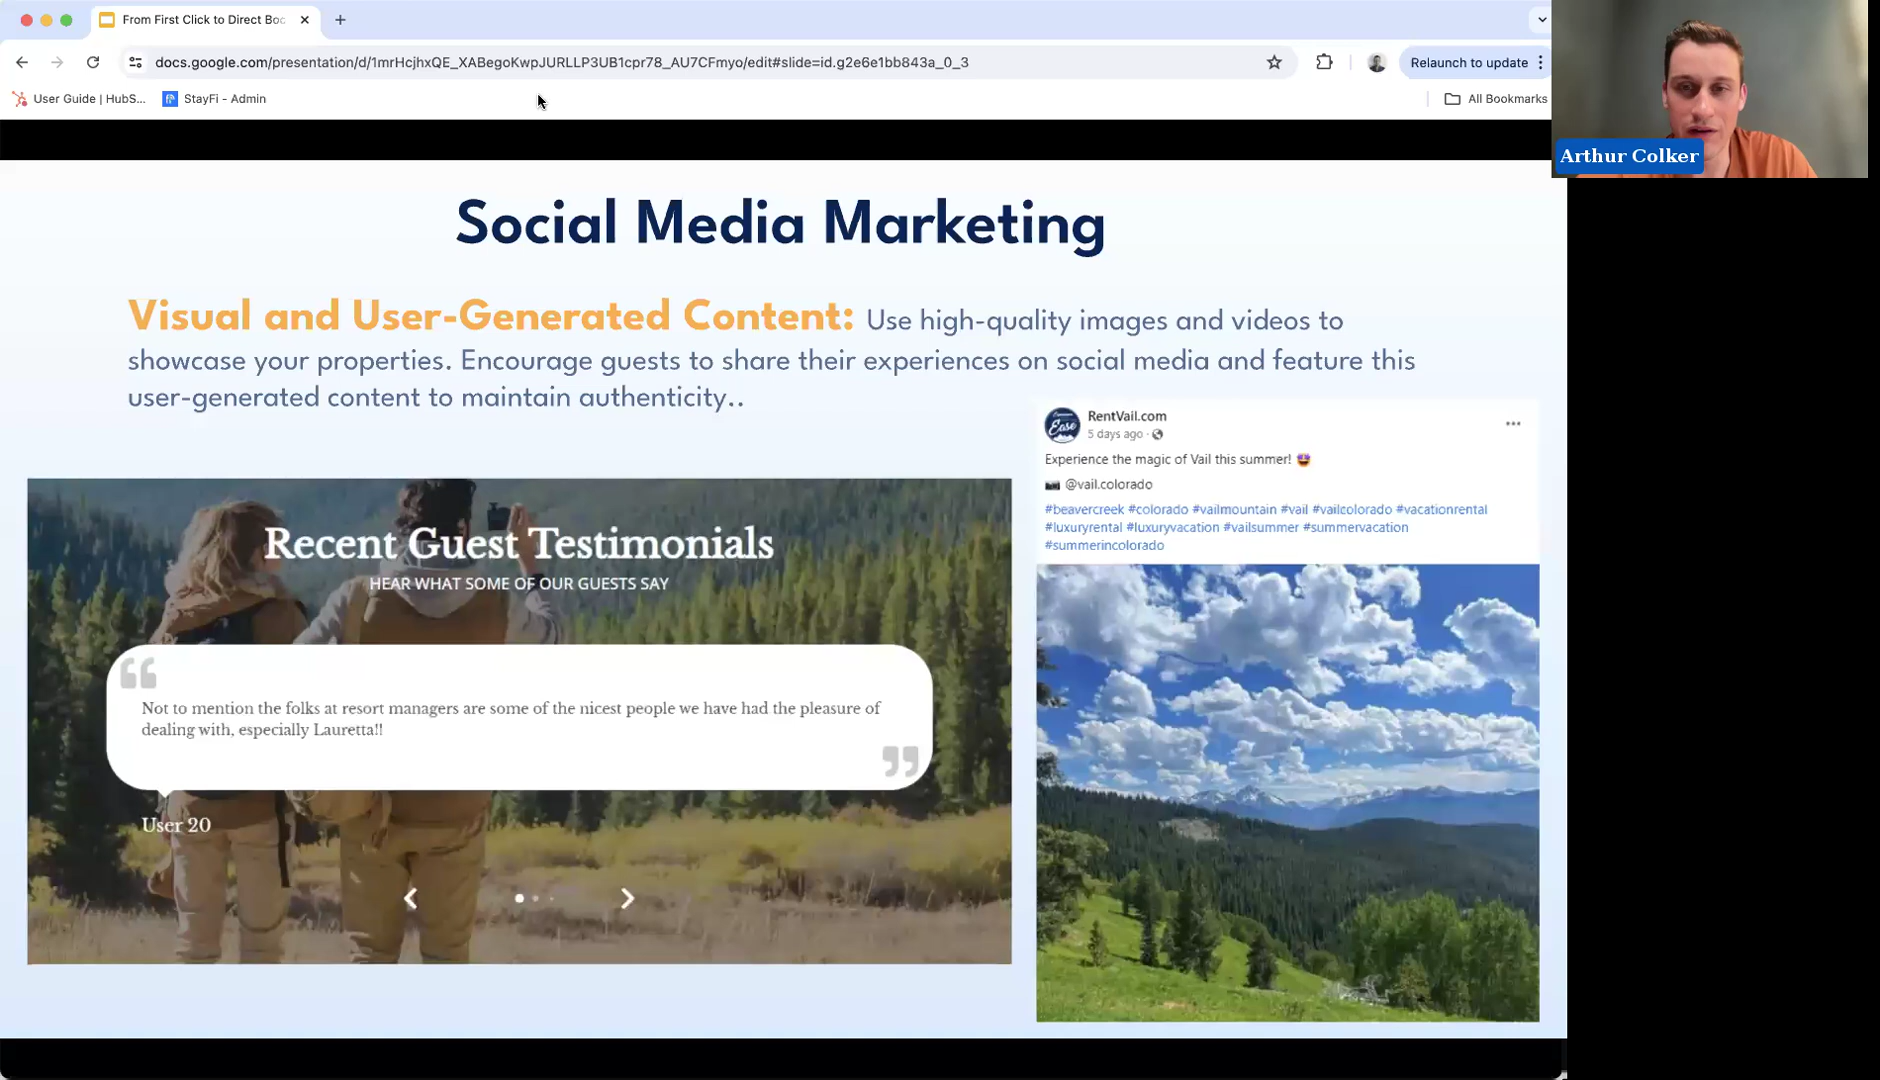 From First Click to Direct Boo
docs.google.com/presentation/d/1mrHcjhxQE_XABegoKwpJURLLP3UB1cpr78_AU7CFmyo/edit#slide=id.g2e6e1bb843a_0_3
Relaunch to update
User Guide | HubS...
StayFi - Admin
All Bookmarks
Arthur Colker
Social Media Marketing
Visual and User-Generated Content: Use high-quality images and videos to
showcase your properties. Encourage guests to share their experiences on social media and feature this
user-generated content to maintain authenticity..
Recent Guest Testimonials
HEAR WHAT SOME OF OUR GUESTS SAY
Not to mention the folks at resort managers are some of the nicest people we have had the pleasure of
dealing with, especially Lauretta!!
User 20
Ease
RentVail.com
5 days ago ·
Experience the magic of Vail this summer! 🤩
📷 @vail.colorado
#beavercreek #colorado #vailmountain #vail #vailcolorado #vacationrental
#luxuryrental #luxuryvacation #vailsummer #summervacation
#summerincolorado